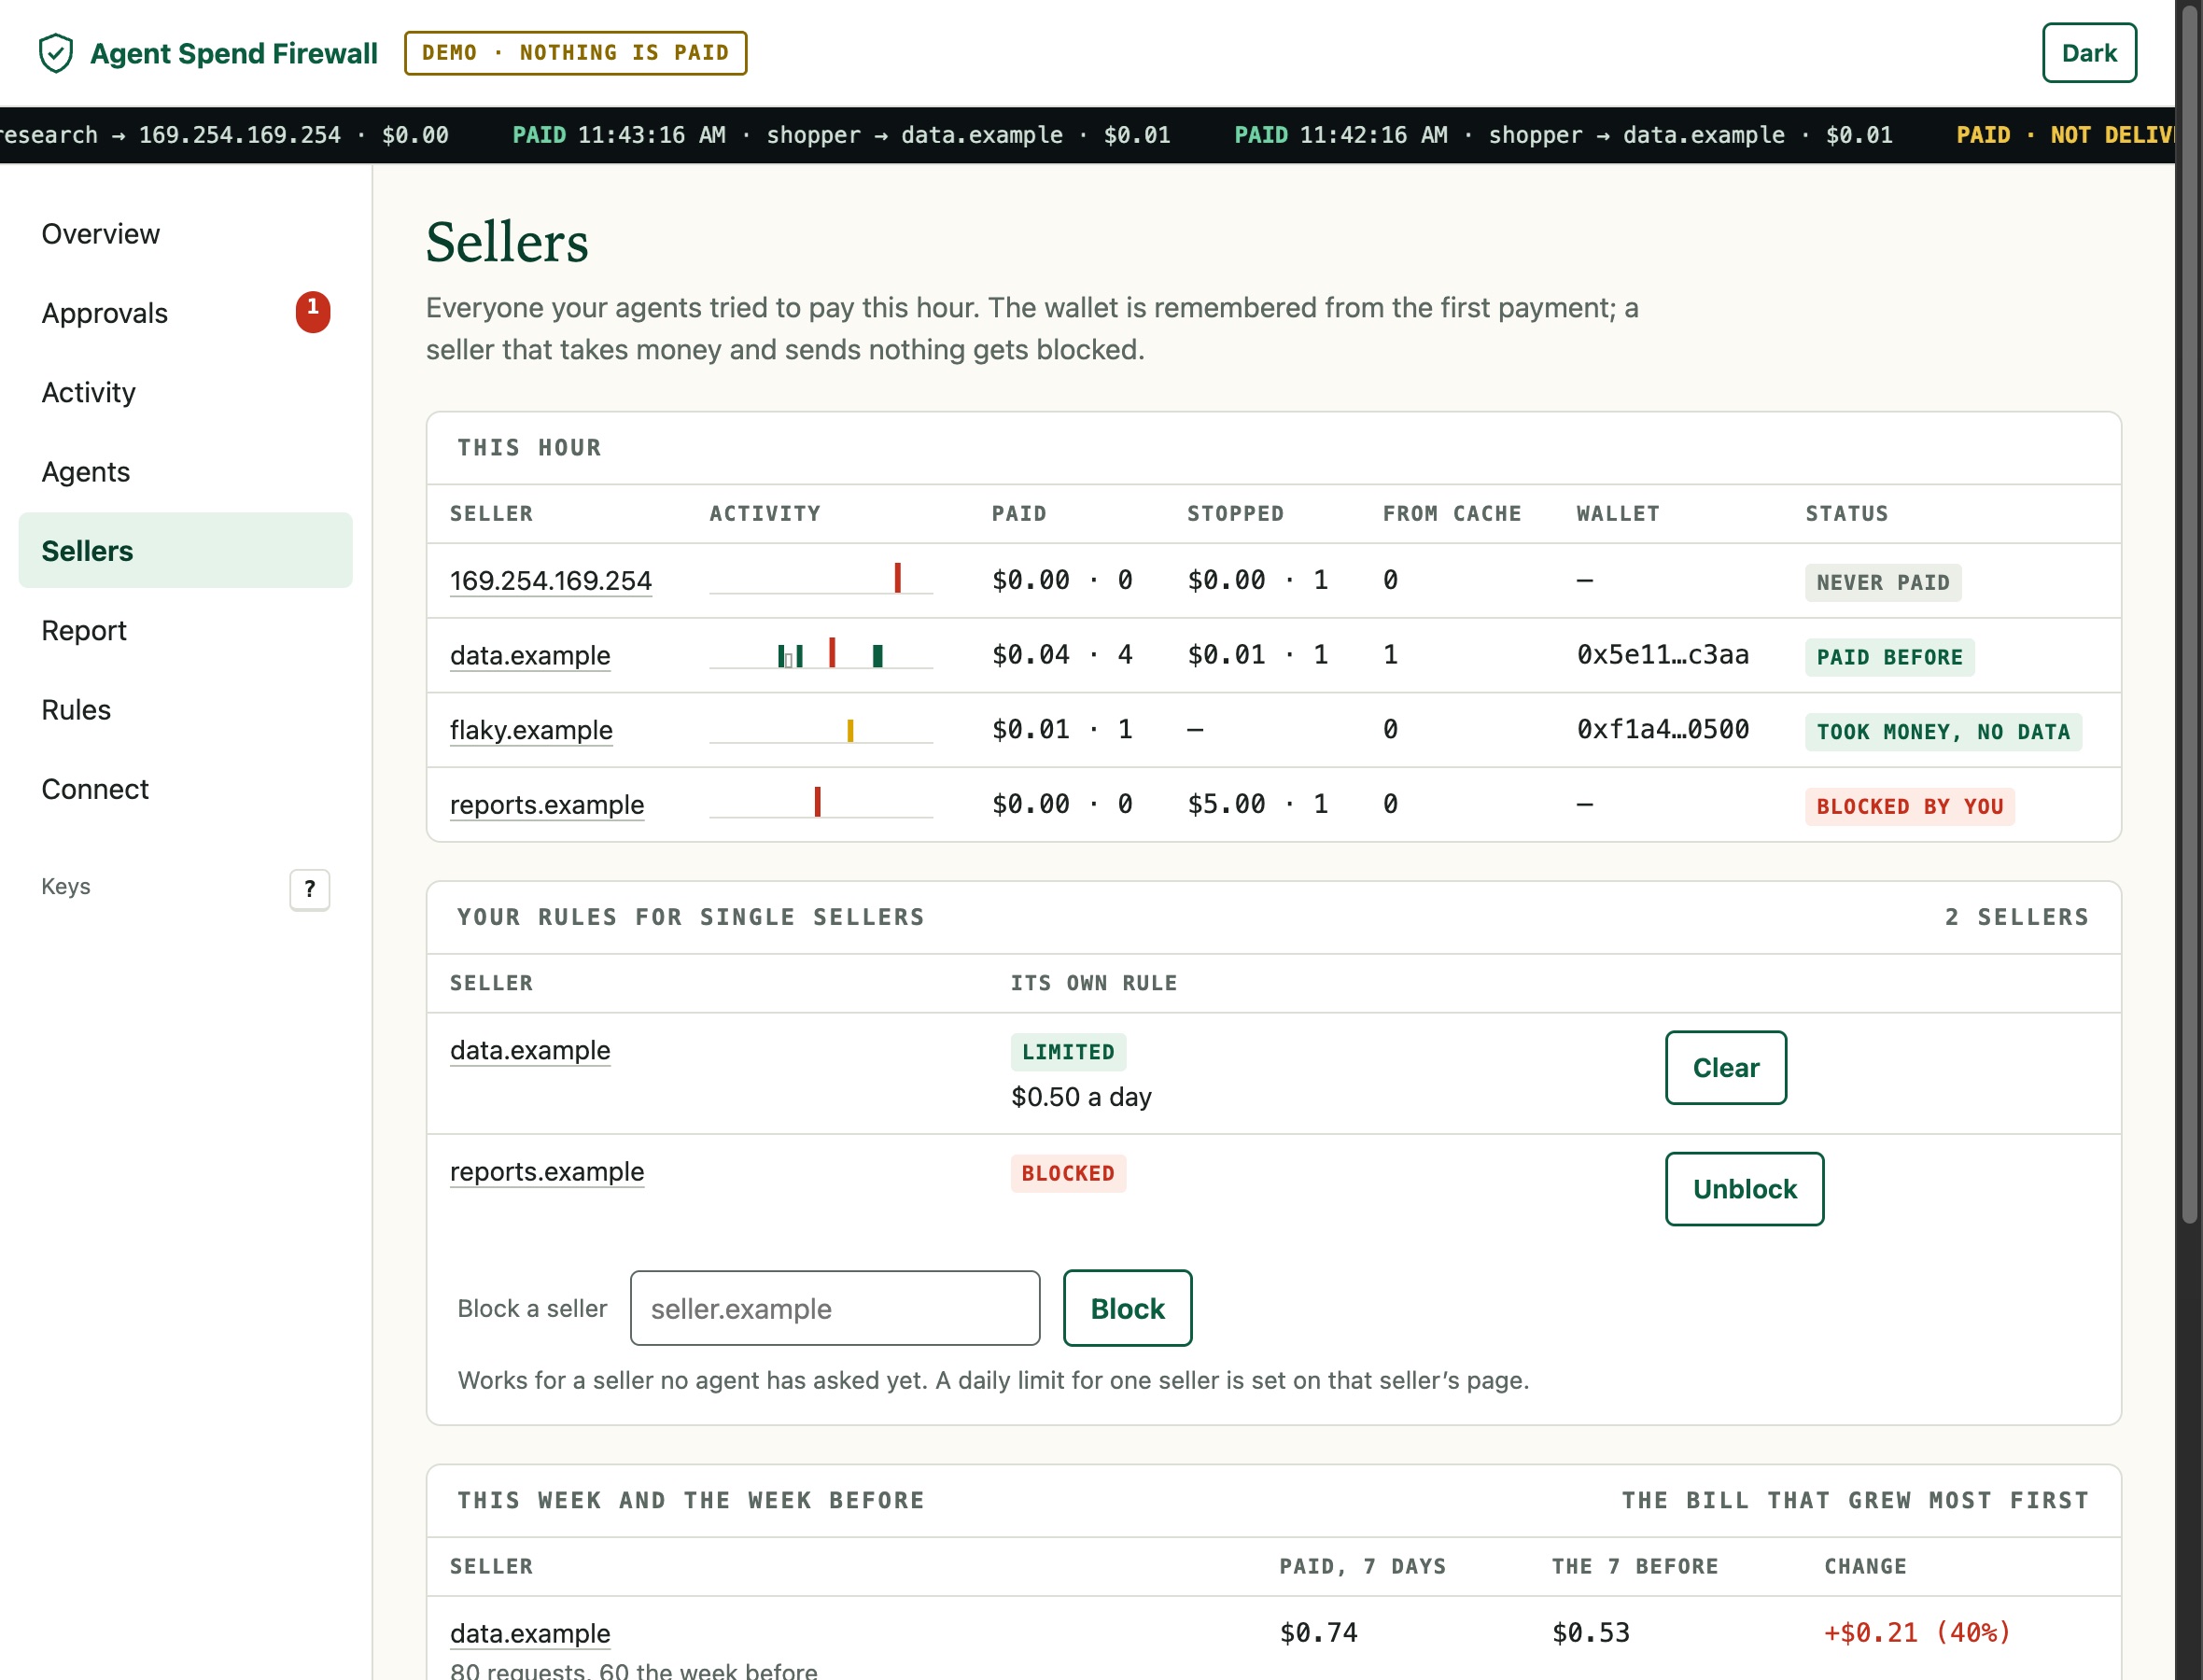 Agent Spend Firewall DEMO · NOTHING IS PAID Dark
research → 169.254.169.254 · $0.00 PAID 11:43:16 AM · shopper → data.example · $0.01 PAID 11:42:16 AM · shopper → data.example · $0.01 PAID · NOT
Overview
Approvals 1
Activity
Agents
Sellers
Report
Rules
Connect
Keys ?
Sellers
Everyone your agents tried to pay this hour. The wallet is remembered from the first payment; a
seller that takes money and sends nothing gets blocked.
THIS HOUR
SELLER ACTIVITY PAID STOPPED FROM CACHE WALLET STATUS
169.254.169.254 $0.00 · 0 $0.00 · 1 0 — NEVER PAID
data.example $0.04 · 4 $0.01 · 1 1 0x5e11…c3aa PAID BEFORE
flaky.example $0.01 · 1 — 0 0xf1a4…0500 TOOK MONEY, NO DATA
reports.example $0.00 · 0 $5.00 · 1 0 — BLOCKED BY YOU
YOUR RULES FOR SINGLE SELLERS 2 SELLERS
SELLER ITS OWN RULE
data.example LIMITED Clear
$0.50 a day
reports.example BLOCKED Unblock
Block a seller seller.example Block
Works for a seller no agent has asked yet. A daily limit for one seller is set on that seller’s page.
THIS WEEK AND THE WEEK BEFORE THE BILL THAT GREW MOST FIRST
SELLER PAID, 7 DAYS THE 7 BEFORE CHANGE
data.example $0.74 $0.53 +$0.21 (40%)
80 requests, 60 the week before